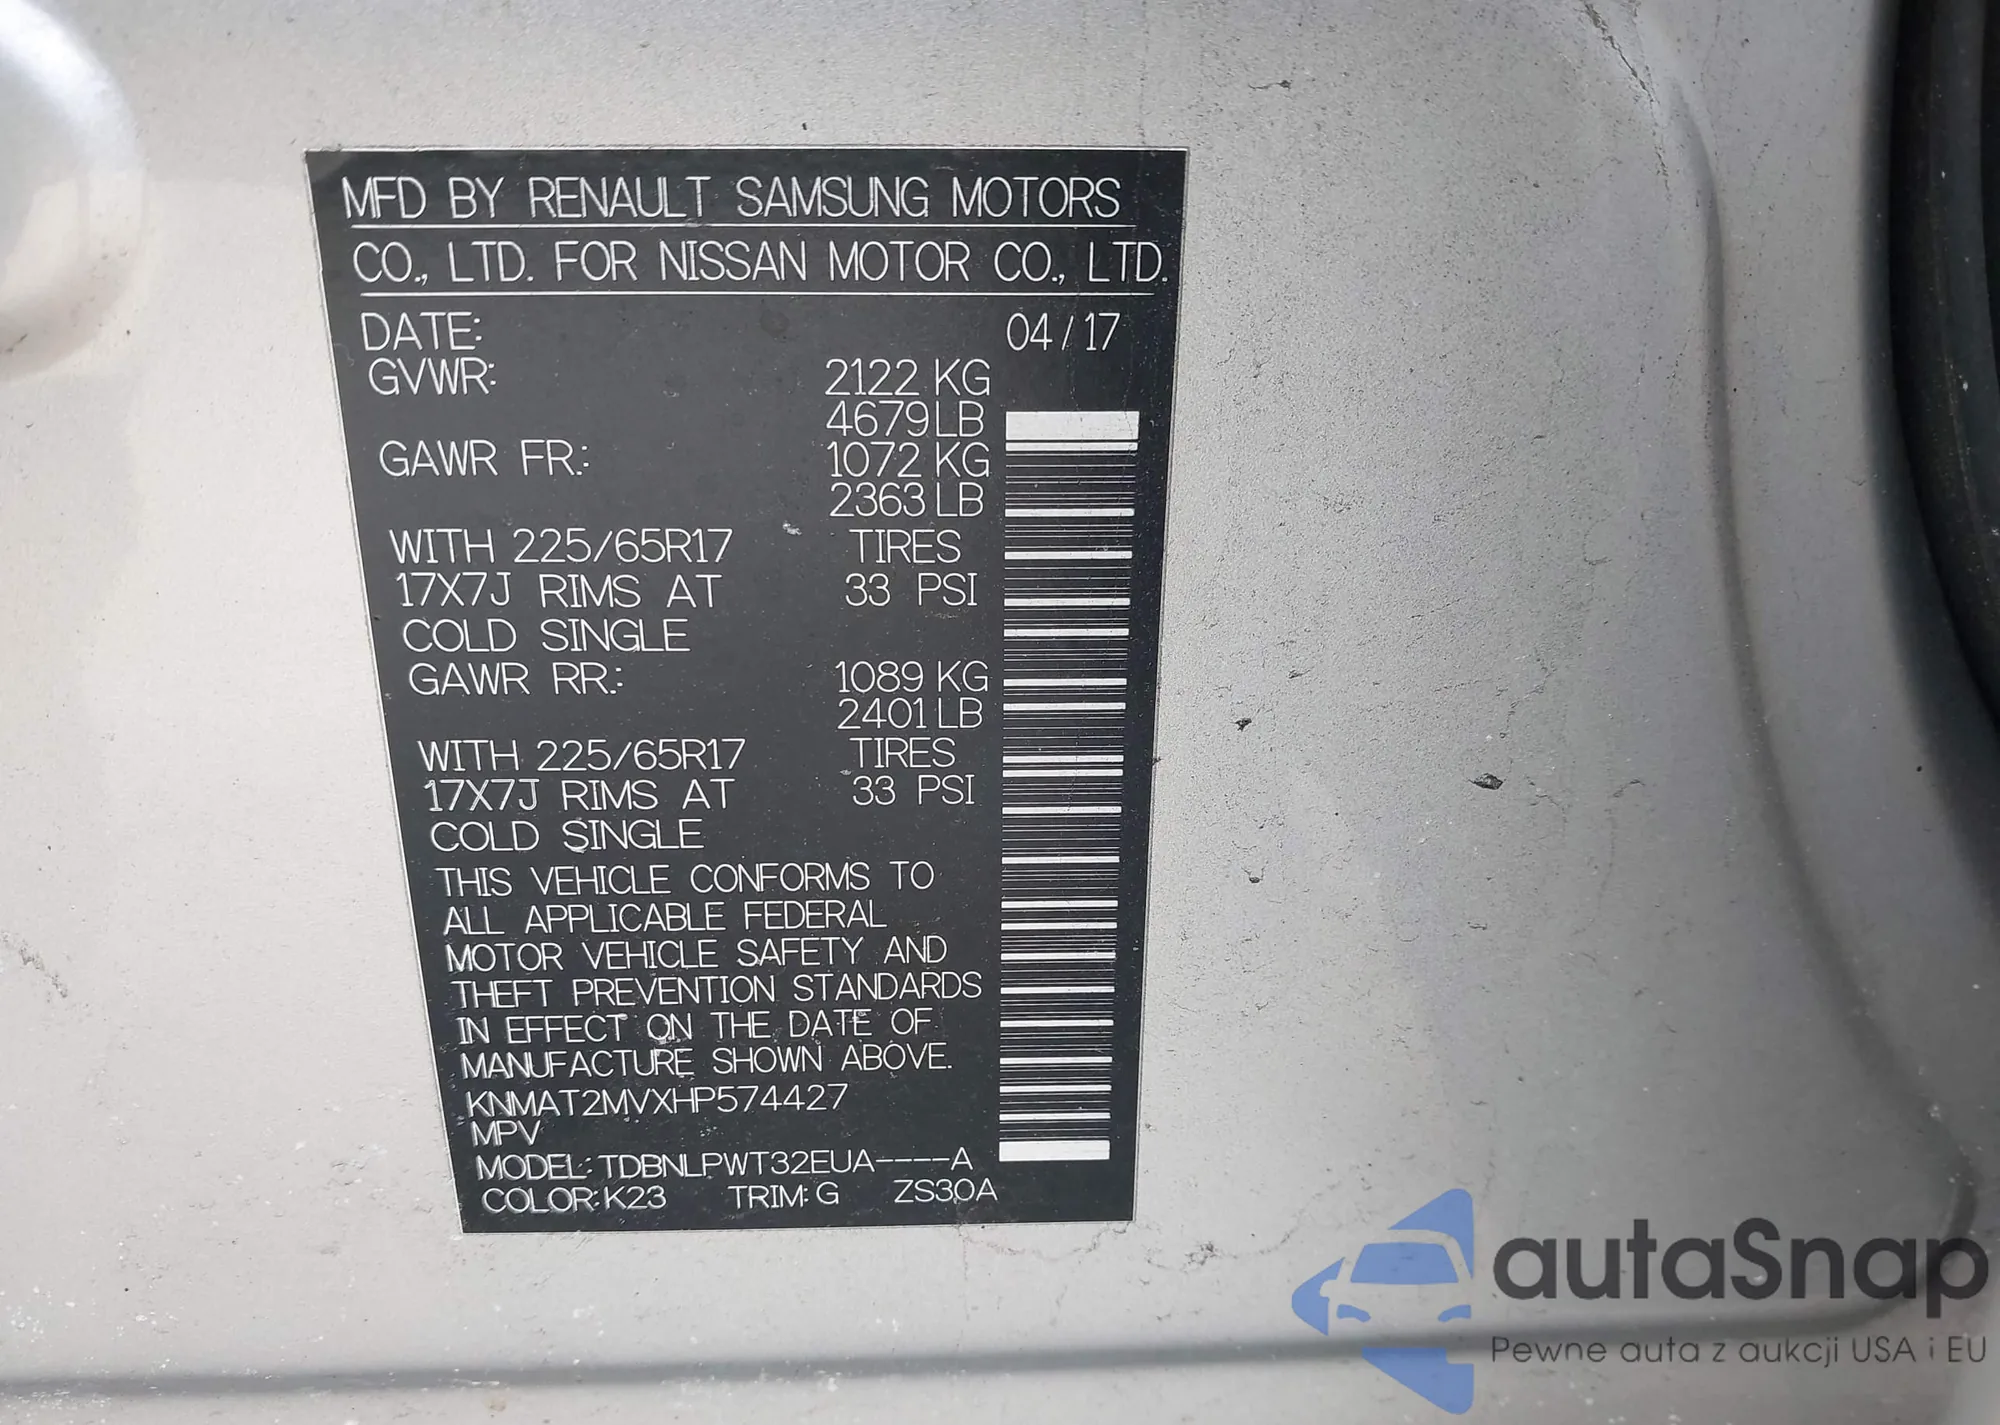 MFD BY RENAULT SAMSUNG MOTORS
CO., LTD. FOR NISSAN MOTOR CO., LTD.
DATE: 04/17
GVWR: 2122 KG
4679 LB
GAWR FR.: 1072 KG
2363 LB
WITH 225/65R17 TIRES
17X7J RIMS AT 33 PSI
COLD SINGLE
GAWR RR.: 1089 KG
2401 LB
WITH 225/65R17 TIRES
17X7J RIMS AT 33 PSI
COLD SINGLE
THIS VEHICLE CONFORMS TO
ALL APPLICABLE FEDERAL
MOTOR VEHICLE SAFETY AND
THEFT PREVENTION STANDARDS
IN EFFECT ON THE DATE OF
MANUFACTURE SHOWN ABOVE.
KNMAT2MVXHP574427
MPV
MODEL: TDBNLPWT32EUA----A
COLOR: K23 TRIM: G ZS30A
autaSnap
Pewne auta z aukcji USA i EU